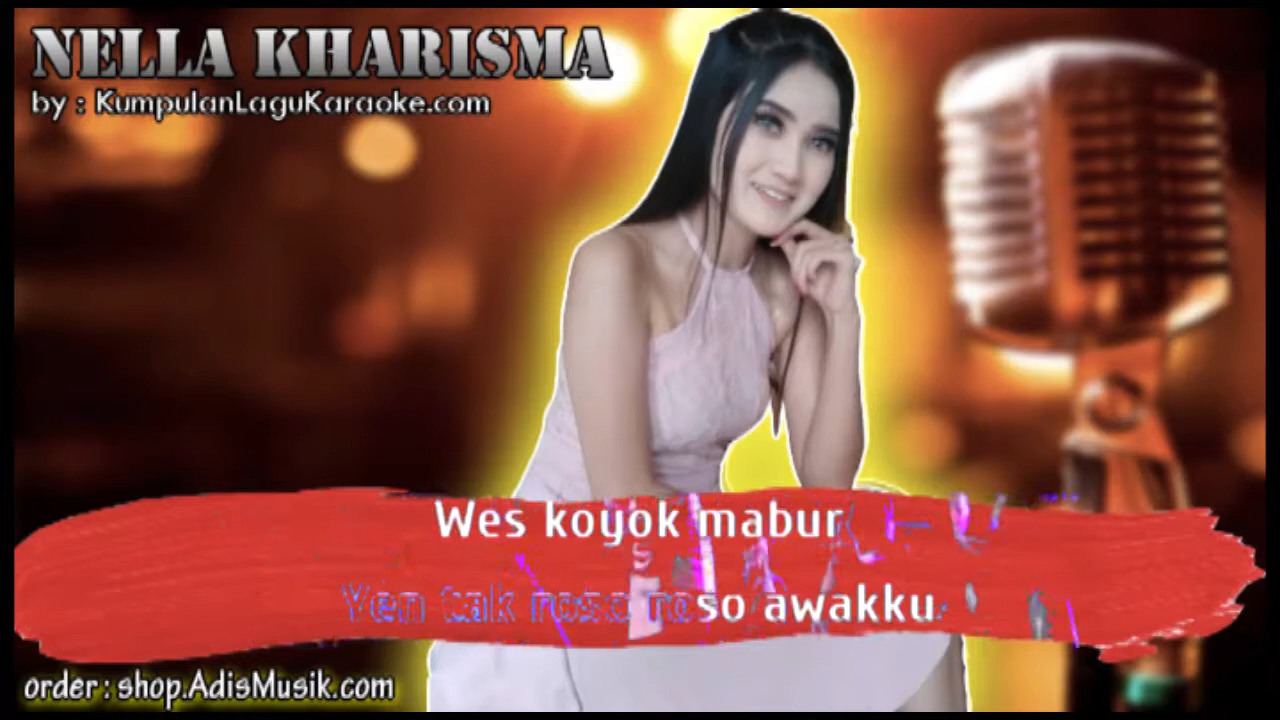 NELLA KHARISMA
by : KumpulanLaguKaraoke.com
Wes koyok mabur
Yen tak roso roso awakku
order : shop.AdisMusik.com